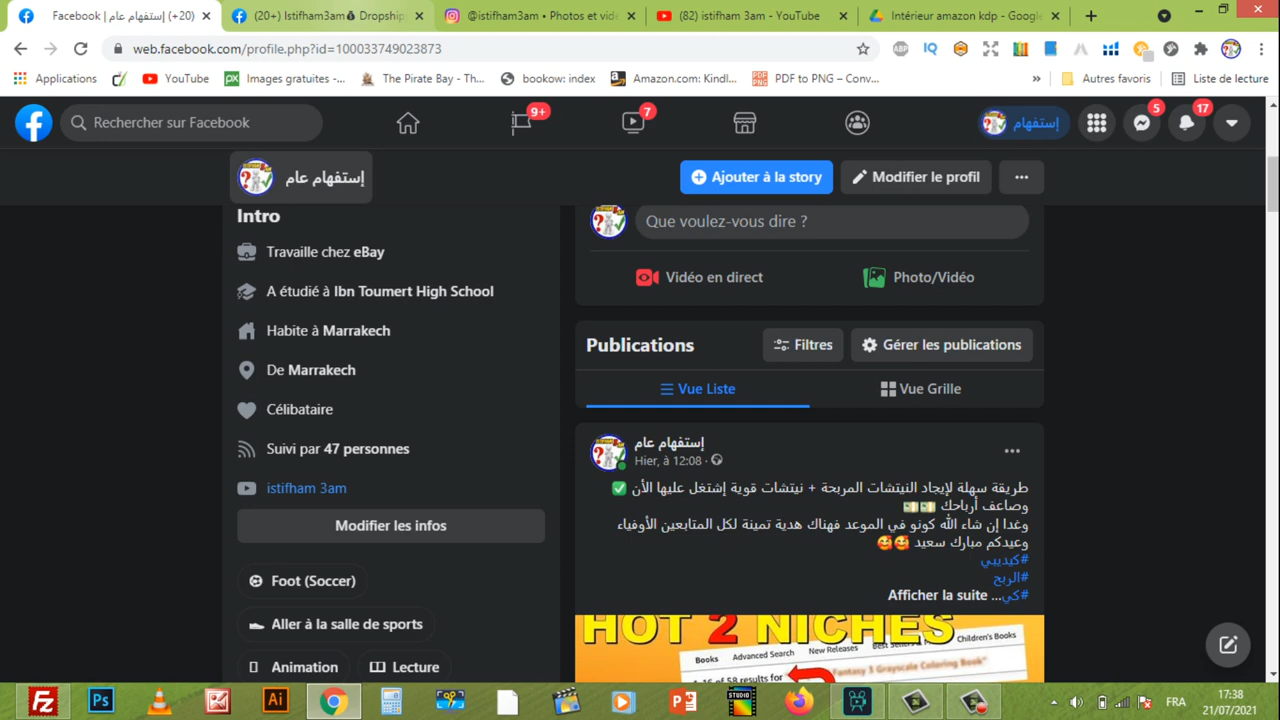 Facebook | إستفهام عام (20+)
(20+) Istifham3am💰 Dropship
@istifham3am • Photos et vid
(82) istifham 3am - YouTube
Intérieur amazon kdp - Google
web.facebook.com/profile.php?id=100033749023873
Applications
YouTube
Images gratuites -...
The Pirate Bay - Th...
bookow: index
Amazon.com: Kindl...
PDF to PNG – Conv...
»
Autres favoris
Liste de lecture
Rechercher sur Facebook
9+
7
إستفهام
5
17
إستفهام عام
Ajouter à la story
Modifier le profil
Intro
Travaille chez eBay
A étudié à Ibn Toumert High School
Habite à Marrakech
De Marrakech
Célibataire
Suivi par 47 personnes
istifham 3am
Modifier les infos
Foot (Soccer)
Aller à la salle de sports
Animation
Lecture
Que voulez-vous dire ?
Vidéo en direct
Photo/Vidéo
Publications
Filtres
Gérer les publications
Vue Liste
Vue Grille
إستفهام عام
Hier, à 12:08 ·
طريقة سهلة لإيجاد النيتشات المربحة + نيتشات قوية إشتغل عليها الأن ✅
وصاعف أرباحك 💵💵
وغدا إن شاء الله كونو في الموعد فهناك هدية تمينة لكل المتابعين الأوفياء
وعيدكم مبارك سعيد 🥰🥰
#كيديبي
#الربح
#كي... Afficher la suite
HOT 2 NICHES
Books
Advanced Search
New Releases
Children's Books
1-16 of 58 results for
Fantasy 3 Grayscale Coloring Book"
FRA
17:38
21/07/2021